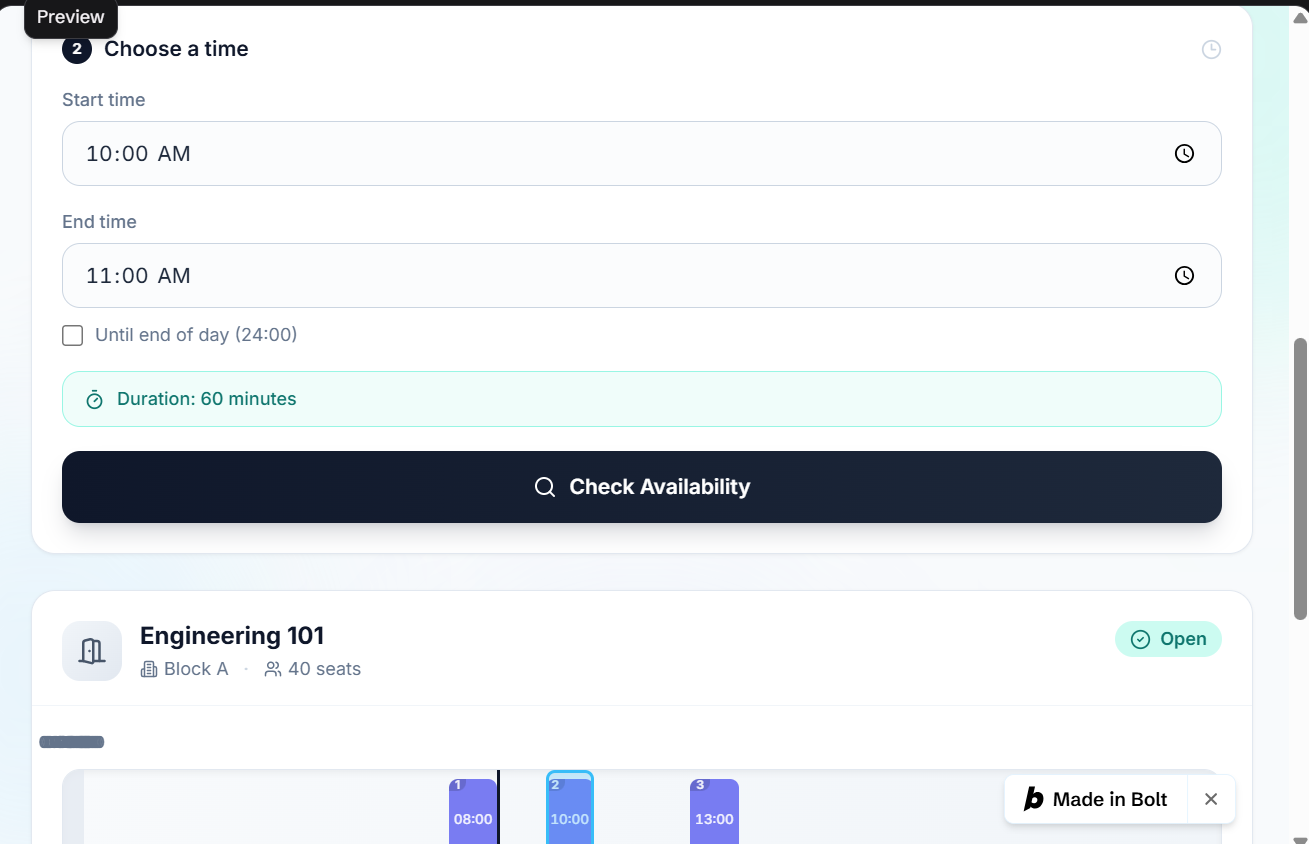 Preview
2 Choose a time
Start time
10:00 AM
End time
11:00 AM
Until end of day (24:00)
Duration: 60 minutes
Check Availability
Engineering 101
Open
Block A · 40 seats
1
2
3
08:00
10:00
13:00
b Made in Bolt